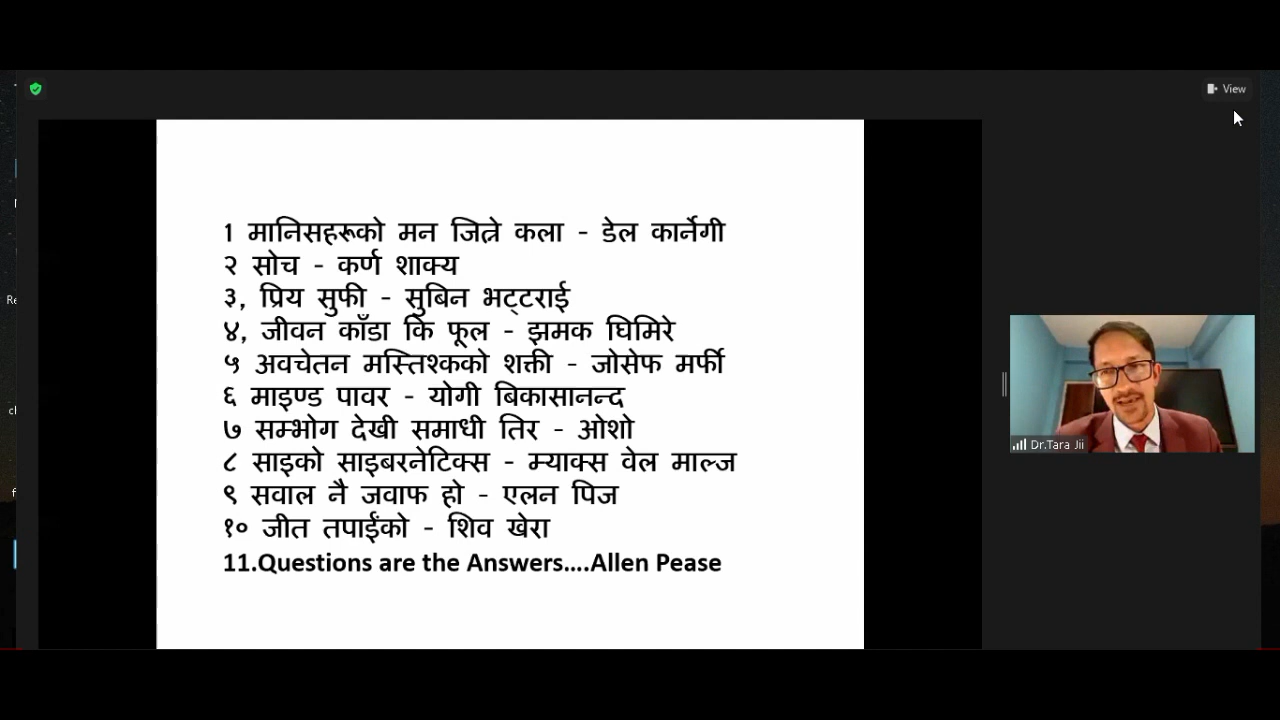 View
1 मानिसहरूको मन जित्ने कला - डेल कार्नेगी
२ सोच - कर्ण शाक्य
३, प्रिय सुफी - सुबिन भट्टराई
४, जीवन काँडा कि फूल - झमक घिमिरे
५ अवचेतन मस्तिश्कको शक्ती - जोसेफ मर्फी
६ माइण्ड पावर - योगी बिकासानन्द
७ सम्भोग देखी समाधी तिर - ओशो
८ साइको साइबरनेटिक्स - म्याक्स वेल माल्ज
९ सवाल नै जवाफ हो - एलन पिज
१० जीत तपाईंको - शिव खेरा
11.Questions are the Answers....Allen Pease
Dr.Tara Jii